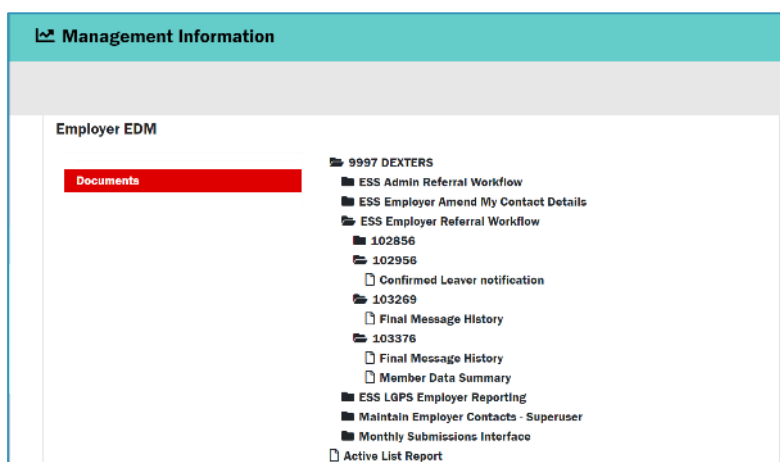 Management Information
Employer EDM
Documents
9997 DEXTERS
ESS Admin Referral Workflow
ESS Employer Amend My Contact Details
ESS Employer Referral Workflow
102856
102956
Confirmed Leaver notification
103269
Final Message History
103376
Final Message History
Member Data Summary
ESS LGPS Employer Reporting
Maintain Employer Contacts - Superuser
Monthly Submissions Interface
Active List Report